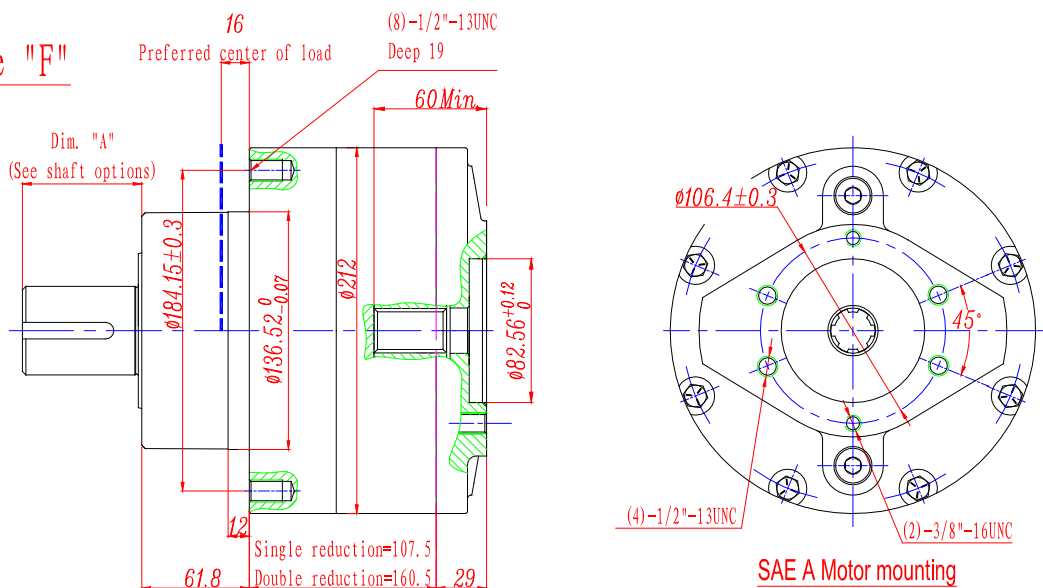 16
Preferred center of load
(8)-1/2"-13UNC
Deep 19
"F"
60Min.
Dim. "A"
(See shaft options)
ø184.15±0.3
ø136.52 0 -0.07
ø212
ø82.56 +0.12 0
12
Single reduction=107.5
Double reduction=160.5
61.8
29
ø106.4±0.3
45°
(4)-1/2"-13UNC
(2)-3/8"-16UNC
SAE A Motor mounting